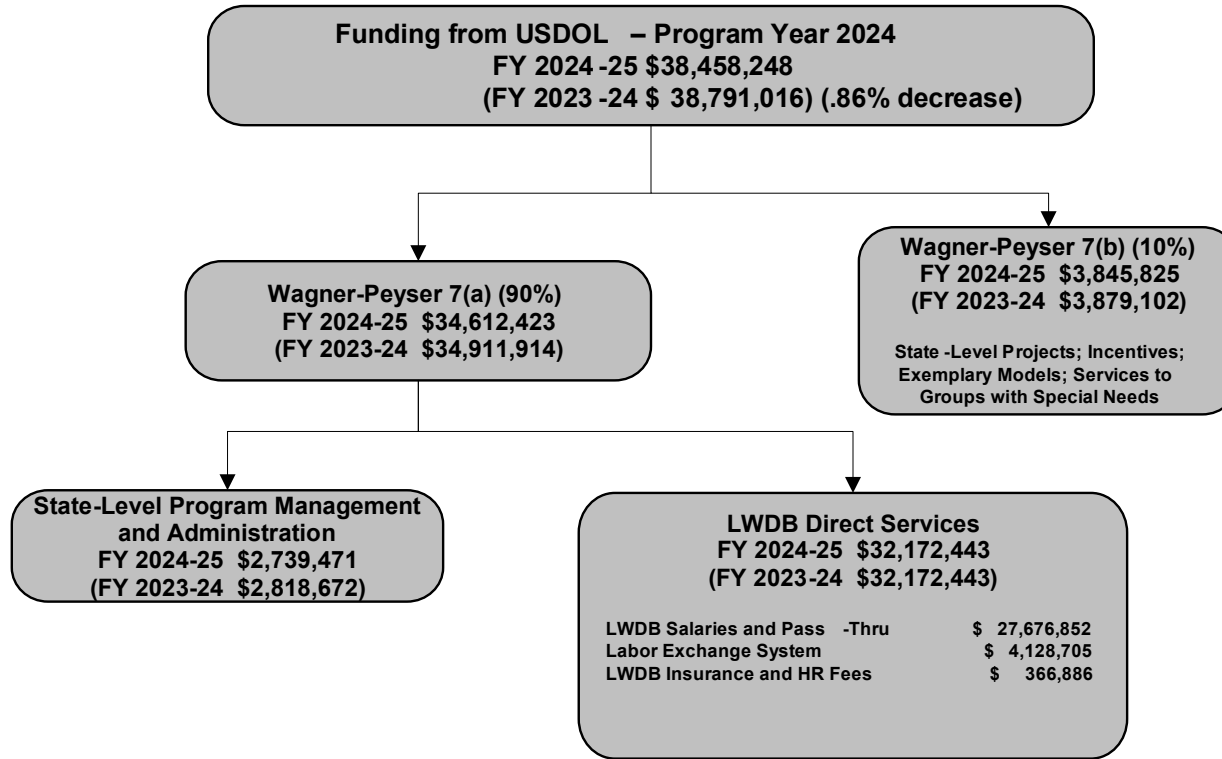 Funding from USDOL – Program Year 2024
FY 2024-25 $38,458,248
(FY 2023-24 $ 38,791,016) (.86% decrease)
Wagner-Peyser 7(b) (10%)
FY 2024-25 $3,845,825
(FY 2023-24 $3,879,102)
State -Level Projects; Incentives;
Exemplary Models; Services to
Groups with Special Needs
Wagner-Peyser 7(a) (90%)
FY 2024-25 $34,612,423
(FY 2023-24 $34,911,914)
State-Level Program Management
and Administration
FY 2024-25 $2,739,471
(FY 2023-24 $2,818,672)
LWDB Direct Services
FY 2024-25 $32,172,443
(FY 2023-24 $32,172,443)
LWDB Salaries and Pass -Thru $ 27,676,852
Labor Exchange System $ 4,128,705
LWDB Insurance and HR Fees $ 366,886